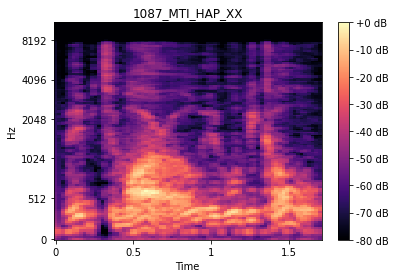 1087_MTI_HAP_XX
+0 dB
8192
-10 dB
4096
-20 dB
-30 dB
2048
Hz
-40 dB
1024
-50 dB
512
-60 dB
-70 dB
0
-80 dB
0
0.5
1
1.5
Time